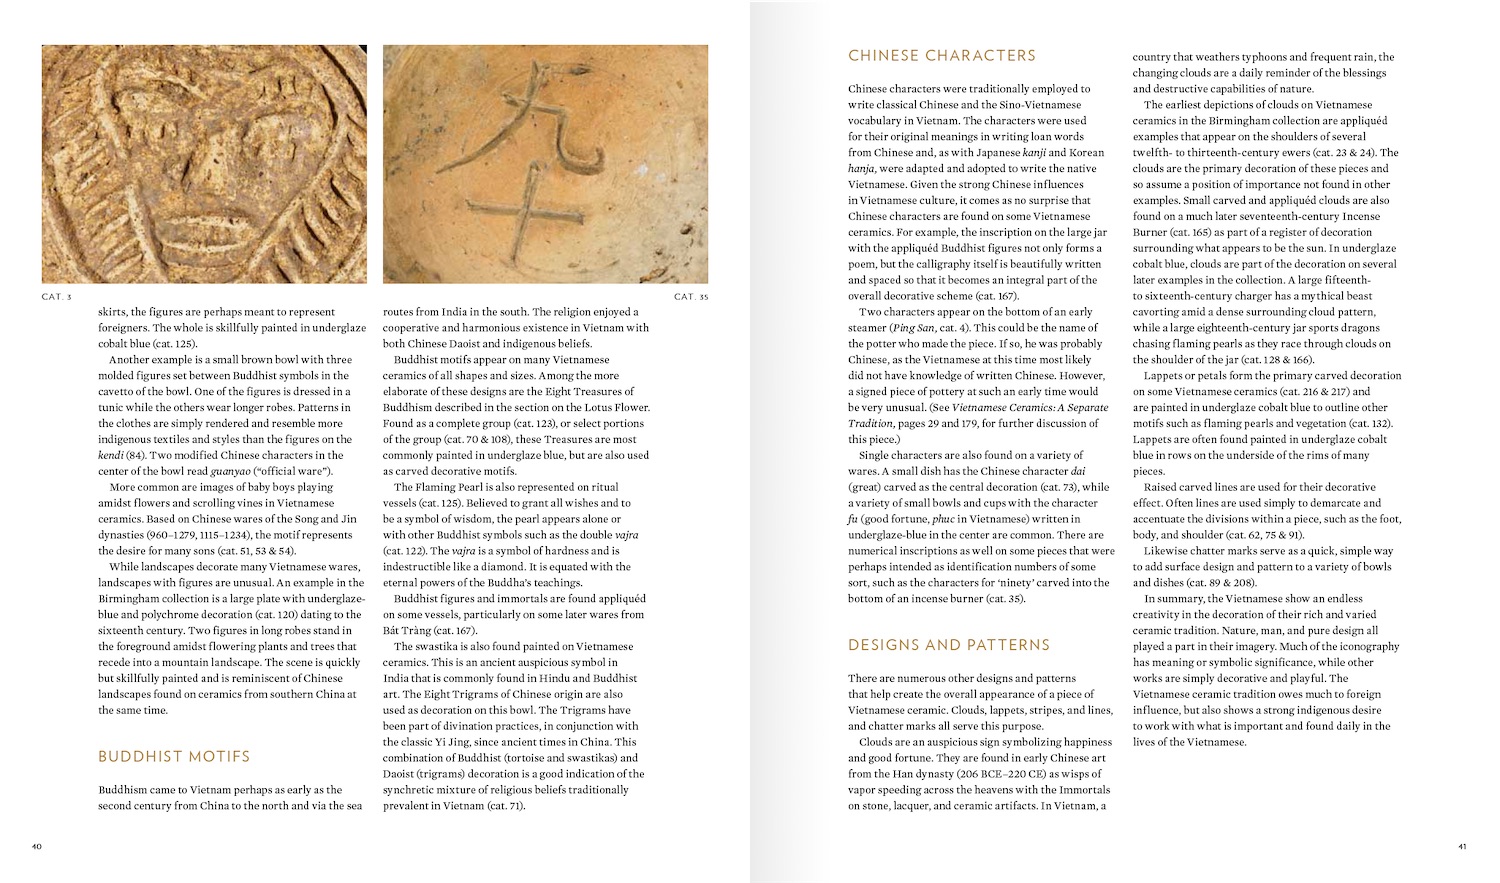 九
十
CAT. 3
CAT. 35
skirts, the figures are perhaps meant to represent
foreigners. The whole is skillfully painted in underglaze
cobalt blue (cat. 125).
Another example is a small brown bowl with three
molded figures set between Buddhist symbols in the
cavetto of the bowl. One of the figures is dressed in a
tunic while the others wear longer robes. Patterns in
the clothes are simply rendered and resemble more
indigenous textiles and styles than the figures on the
kendi (84). Two modified Chinese characters in the
center of the bowl read guanyao (“official ware”).
More common are images of baby boys playing
amidst flowers and scrolling vines in Vietnamese
ceramics. Based on Chinese wares of the Song and Jin
dynasties (960–1279, 1115–1234), the motif represents
the desire for many sons (cat. 51, 53 & 54).
While landscapes decorate many Vietnamese wares,
landscapes with figures are unusual. An example in the
Birmingham collection is a large plate with underglaze-
blue and polychrome decoration (cat. 120) dating to the
sixteenth century. Two figures in long robes stand in
the foreground amidst flowering plants and trees that
recede into a mountain landscape. The scene is quickly
but skillfully painted and is reminiscent of Chinese
landscapes found on ceramics from southern China at
the same time.
BUDDHIST MOTIFS
Buddhism came to Vietnam perhaps as early as the
second century from China to the north and via the sea
routes from India in the south. The religion enjoyed a
cooperative and harmonious existence in Vietnam with
both Chinese Daoist and indigenous beliefs.
Buddhist motifs appear on many Vietnamese
ceramics of all shapes and sizes. Among the more
elaborate of these designs are the Eight Treasures of
Buddhism described in the section on the Lotus Flower.
Found as a complete group (cat. 123), or select portions
of the group (cat. 70 & 108), these Treasures are most
commonly painted in underglaze blue, but are also used
as carved decorative motifs.
The Flaming Pearl is also represented on ritual
vessels (cat. 125). Believed to grant all wishes and to
be a symbol of wisdom, the pearl appears alone or
with other Buddhist symbols such as the double vajra
(cat. 122). The vajra is a symbol of hardness and is
indestructible like a diamond. It is equated with the
eternal powers of the Buddha’s teachings.
Buddhist figures and immortals are found appliquéd
on some vessels, particularly on some later wares from
Bát Tràng (cat. 167).
The swastika is also found painted on Vietnamese
ceramics. This is an ancient auspicious symbol in
India that is commonly found in Hindu and Buddhist
art. The Eight Trigrams of Chinese origin are also
used as decoration on this bowl. The Trigrams have
been part of divination practices, in conjunction with
the classic Yi Jing, since ancient times in China. This
combination of Buddhist (tortoise and swastikas) and
Daoist (trigrams) decoration is a good indication of the
synchretic mixture of religious beliefs traditionally
prevalent in Vietnam (cat. 71).
40
CHINESE CHARACTERS
Chinese characters were traditionally employed to
write classical Chinese and the Sino-Vietnamese
vocabulary in Vietnam. The characters were used
for their original meanings in writing loan words
from Chinese and, as with Japanese kanji and Korean
hanja, were adapted and adopted to write the native
Vietnamese. Given the strong Chinese influences
in Vietnamese culture, it comes as no surprise that
Chinese characters are found on some Vietnamese
ceramics. For example, the inscription on the large jar
with the appliquéd Buddhist figures not only forms a
poem, but the calligraphy itself is beautifully written
and spaced so that it becomes an integral part of the
overall decorative scheme (cat. 167).
Two characters appear on the bottom of an early
steamer (Ping San, cat. 4). This could be the name of
the potter who made the piece. If so, he was probably
Chinese, as the Vietnamese at this time most likely
did not have knowledge of written Chinese. However,
a signed piece of pottery at such an early time would
be very unusual. (See Vietnamese Ceramics: A Separate
Tradition, pages 29 and 179, for further discussion of
this piece.)
Single characters are also found on a variety of
wares. A small dish has the Chinese character dai
(great) carved as the central decoration (cat. 73), while
a variety of small bowls and cups with the character
fu (good fortune, phuc in Vietnamese) written in
underglaze-blue in the center are common. There are
numerical inscriptions as well on some pieces that were
perhaps intended as identification numbers of some
sort, such as the characters for ‘ninety’ carved into the
bottom of an incense burner (cat. 35).
DESIGNS AND PATTERNS
There are numerous other designs and patterns
that help create the overall appearance of a piece of
Vietnamese ceramic. Clouds, lappets, stripes, and lines,
and chatter marks all serve this purpose.
Clouds are an auspicious sign symbolizing happiness
and good fortune. They are found in early Chinese art
from the Han dynasty (206 BCE–220 CE) as wisps of
vapor speeding across the heavens with the Immortals
on stone, lacquer, and ceramic artifacts. In Vietnam, a
country that weathers typhoons and frequent rain, the
changing clouds are a daily reminder of the blessings
and destructive capabilities of nature.
The earliest depictions of clouds on Vietnamese
ceramics in the Birmingham collection are appliquéd
examples that appear on the shoulders of several
twelfth- to thirteenth-century ewers (cat. 23 & 24). The
clouds are the primary decoration of these pieces and
so assume a position of importance not found in other
examples. Small carved and appliquéd clouds are also
found on a much later seventeenth-century Incense
Burner (cat. 165) as part of a register of decoration
surrounding what appears to be the sun. In underglaze
cobalt blue, clouds are part of the decoration on several
later examples in the collection. A large fifteenth-
to sixteenth-century charger has a mythical beast
cavorting amid a dense surrounding cloud pattern,
while a large eighteenth-century jar sports dragons
chasing flaming pearls as they race through clouds on
the shoulder of the jar (cat. 128 & 166).
Lappets or petals form the primary carved decoration
on some Vietnamese ceramics (cat. 216 & 217) and
are painted in underglaze cobalt blue to outline other
motifs such as flaming pearls and vegetation (cat. 132).
Lappets are often found painted in underglaze cobalt
blue in rows on the underside of the rims of many
pieces.
Raised carved lines are used for their decorative
effect. Often lines are used simply to demarcate and
accentuate the divisions within a piece, such as the foot,
body, and shoulder (cat. 62, 75 & 91).
Likewise chatter marks serve as a quick, simple way
to add surface design and pattern to a variety of bowls
and dishes (cat. 89 & 208).
In summary, the Vietnamese show an endless
creativity in the decoration of their rich and varied
ceramic tradition. Nature, man, and pure design all
played a part in their imagery. Much of the iconography
has meaning or symbolic significance, while other
works are simply decorative and playful. The
Vietnamese ceramic tradition owes much to foreign
influence, but also shows a strong indigenous desire
to work with what is important and found daily in the
lives of the Vietnamese.
41